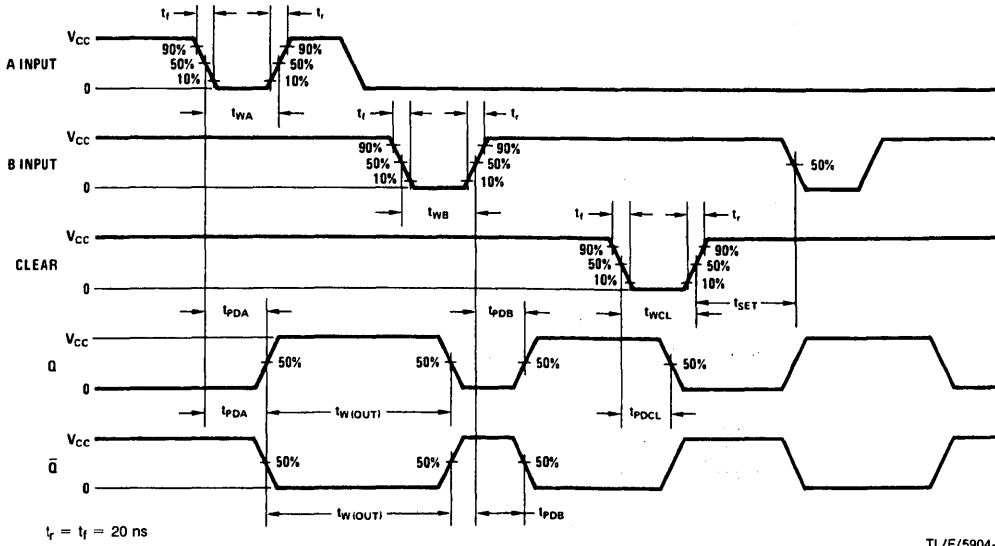 tf tr
VCC
A INPUT
90% 90%
50% 50%
10% 10%
0
tWA tf tr
VCC
B INPUT
90% 90%
50% 50% 50%
10% 10%
0
tWB tf tr
VCC
CLEAR
90% 90%
50% 50%
10% 10%
0
tPDA tPDB tWCL tSET
VCC
Q
50% 50% 50% 50%
0
tPDA tW(OUT) tPDCL
VCC
Q̅
50% 50% 50%
0
tW(OUT) tPDB
tr = tf = 20 ns
TL/F/5904-